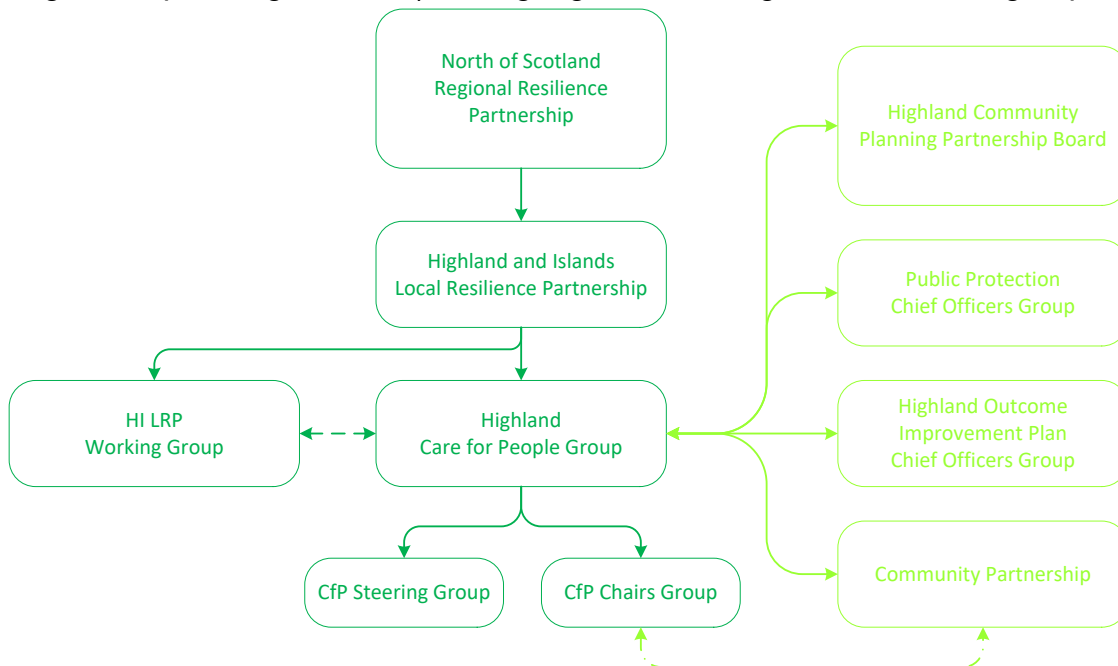 North of Scotland
Regional Resilience
Partnership
Highland Community
Planning Partnership Board
Highland and Islands
Local Resilience Partnership
Public Protection
Chief Officers Group
HI LRP
Working Group
Highland
Care for People Group
Highland Outcome
Improvement Plan
Chief Officers Group
CfP Steering Group
CfP Chairs Group
Community Partnership